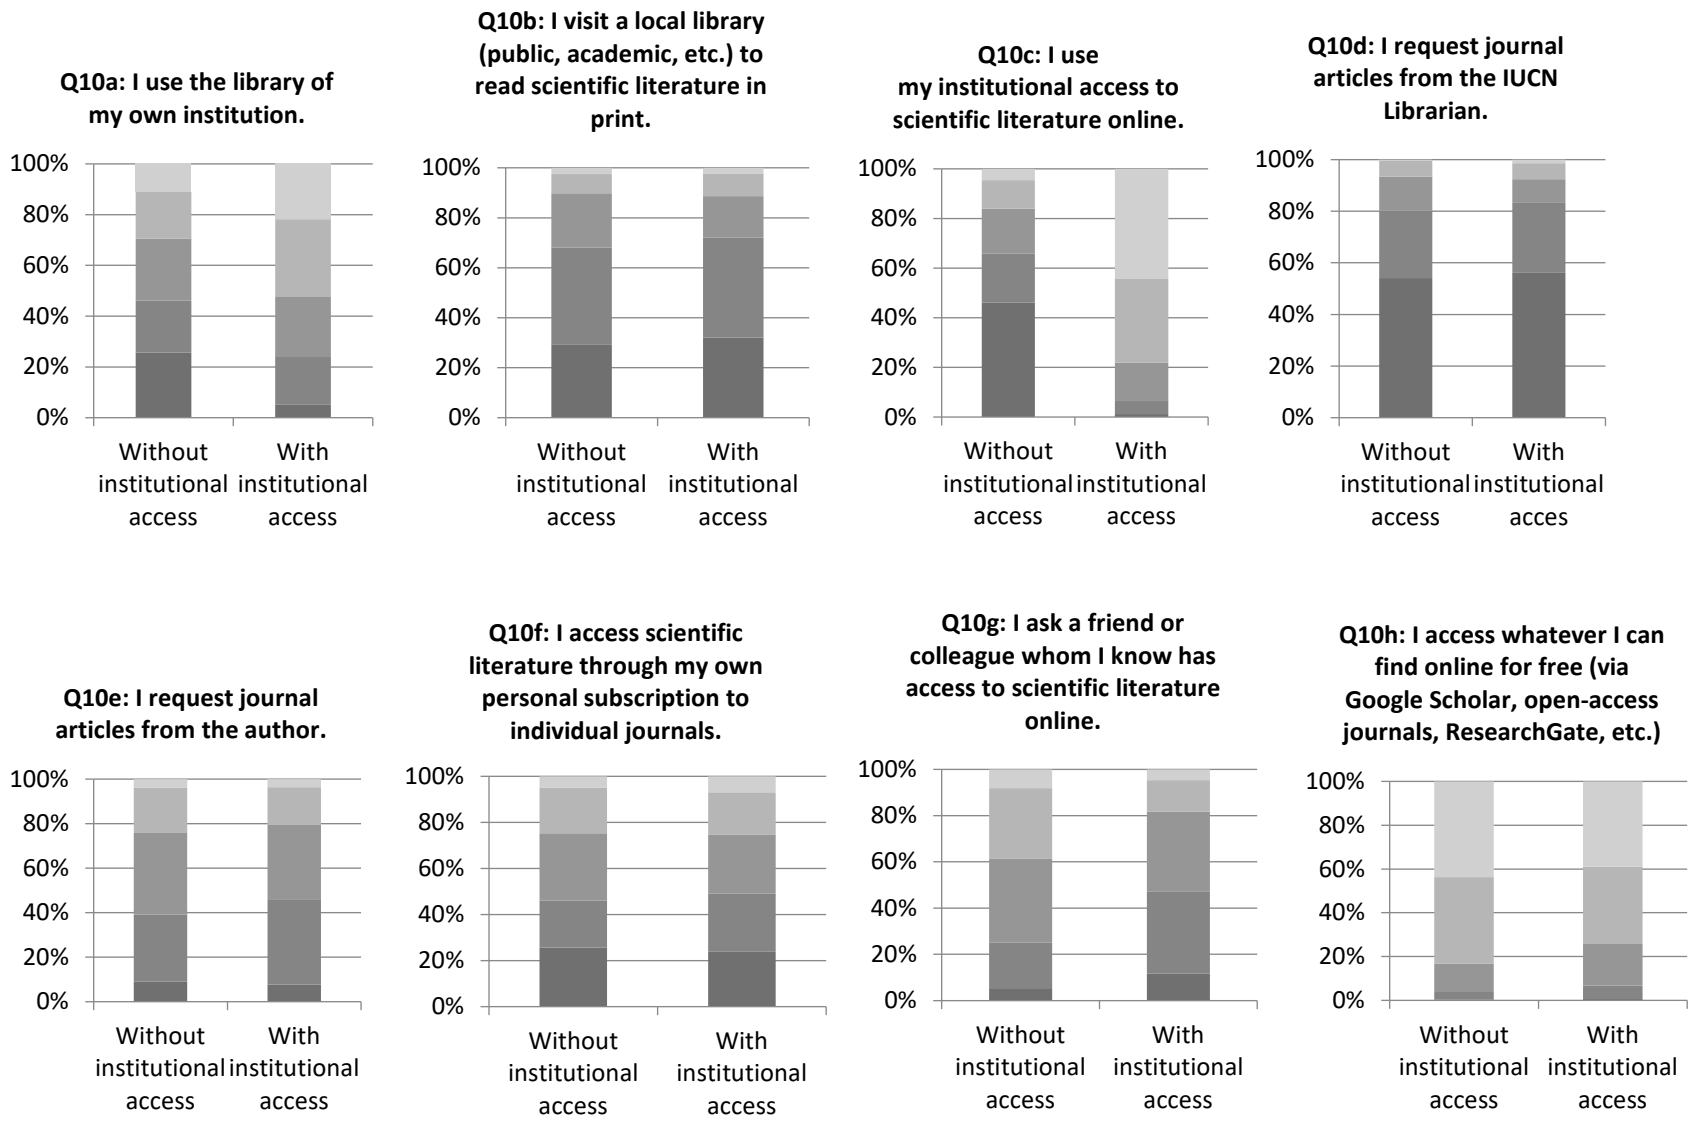 Q10a: I use the library of
my own institution.
100%
80%
60%
40%
20%
0%
Without
institutional
access
With
institutional
access
Q10b: I visit a local library
(public, academic, etc.) to
read scientific literature in
print.
100%
80%
60%
40%
20%
0%
Without
institutional
access
With
institutional
access
Q10c: I use
my institutional access to
scientific literature online.
100%
80%
60%
40%
20%
0%
Without
institutional
access
With
institutional
access
Q10d: I request journal
articles from the IUCN
Librarian.
100%
80%
60%
40%
20%
0%
Without
institutional
access
With
institutional
acces
Q10e: I request journal
articles from the author.
100%
80%
60%
40%
20%
0%
Without
institutional
access
With
institutional
access
Q10f: I access scientific
literature through my own
personal subscription to
individual journals.
100%
80%
60%
40%
20%
0%
Without
institutional
access
With
institutional
access
Q10g: I ask a friend or
colleague whom I know has
access to scientific literature
online.
100%
80%
60%
40%
20%
0%
Without
institutional
access
With
institutional
access
Q10h: I access whatever I can
find online for free (via
Google Scholar, open-access
journals, ResearchGate, etc.)
100%
80%
60%
40%
20%
0%
Without
institutional
access
With
institutional
access